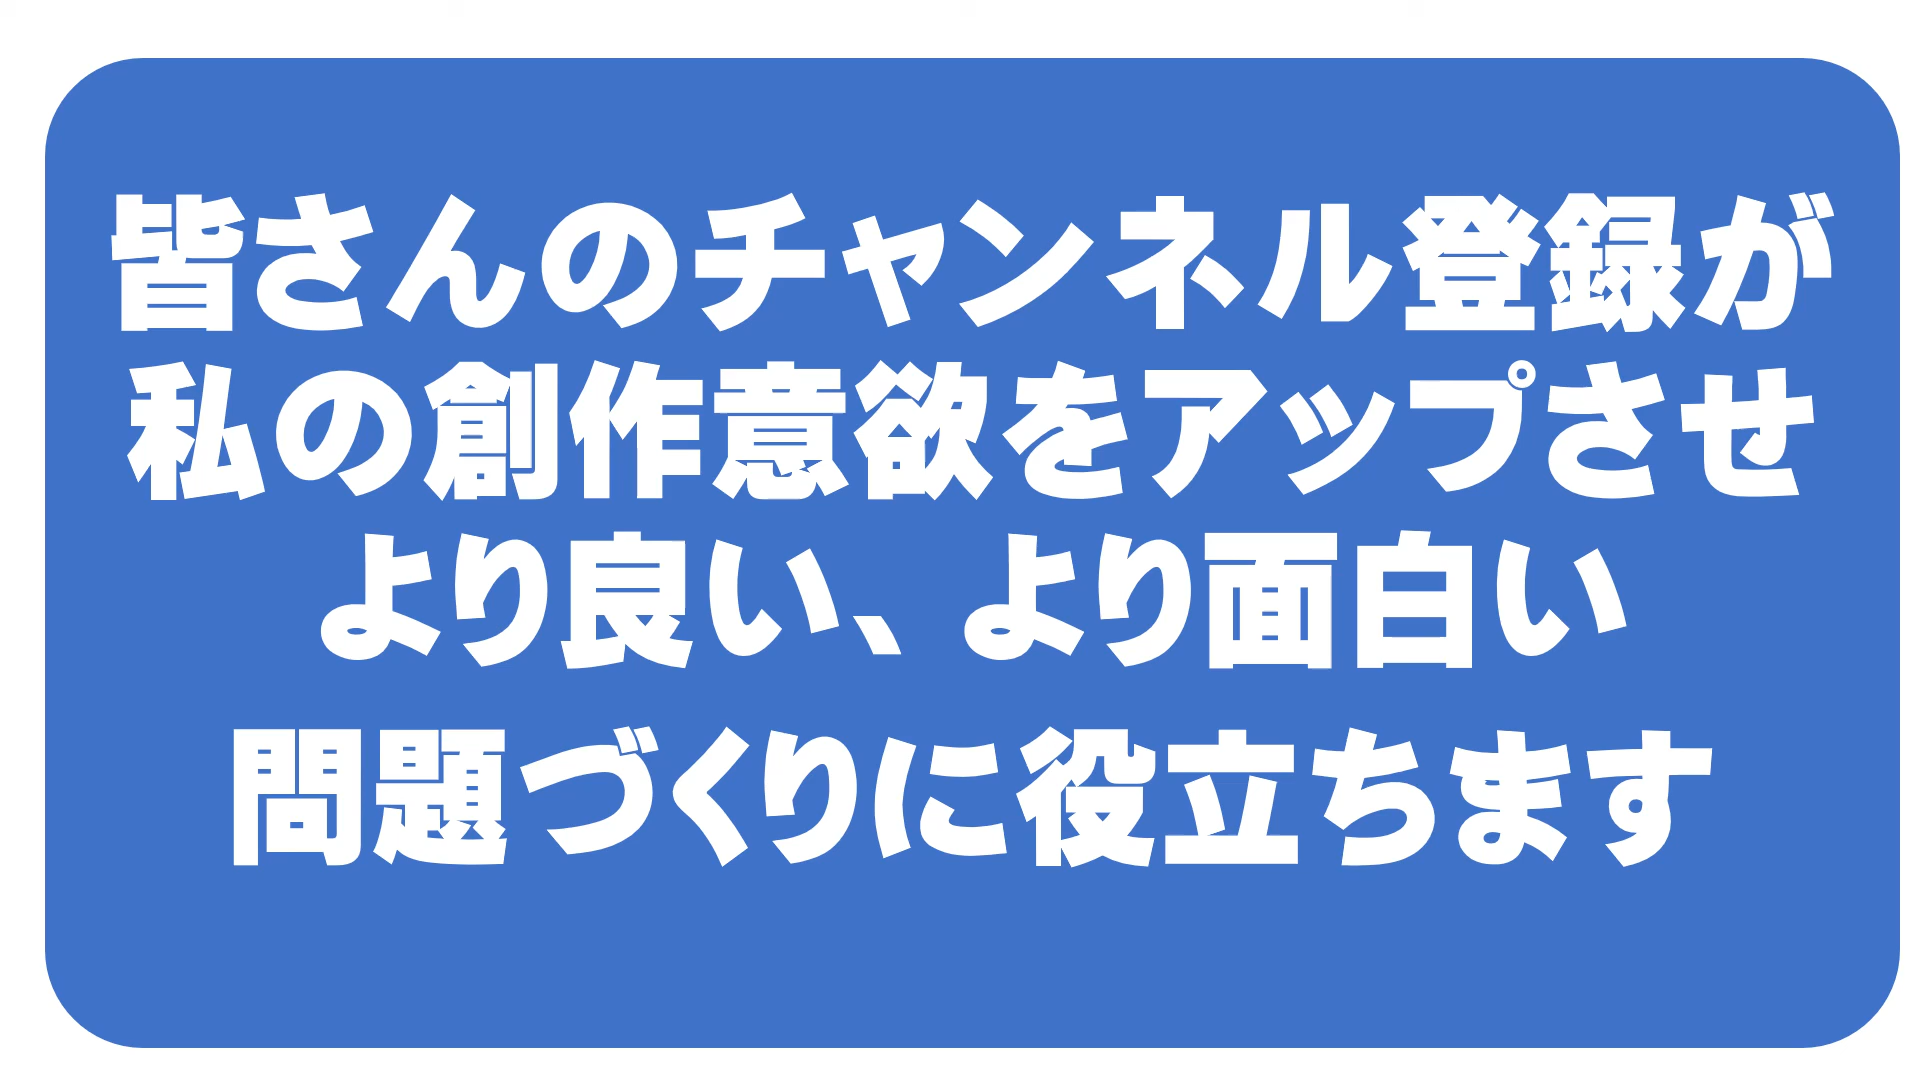 皆さんのチャンネル登録が
私の創作意欲をアップさせ
より良い、より面白い
問題づくりに役立ちます